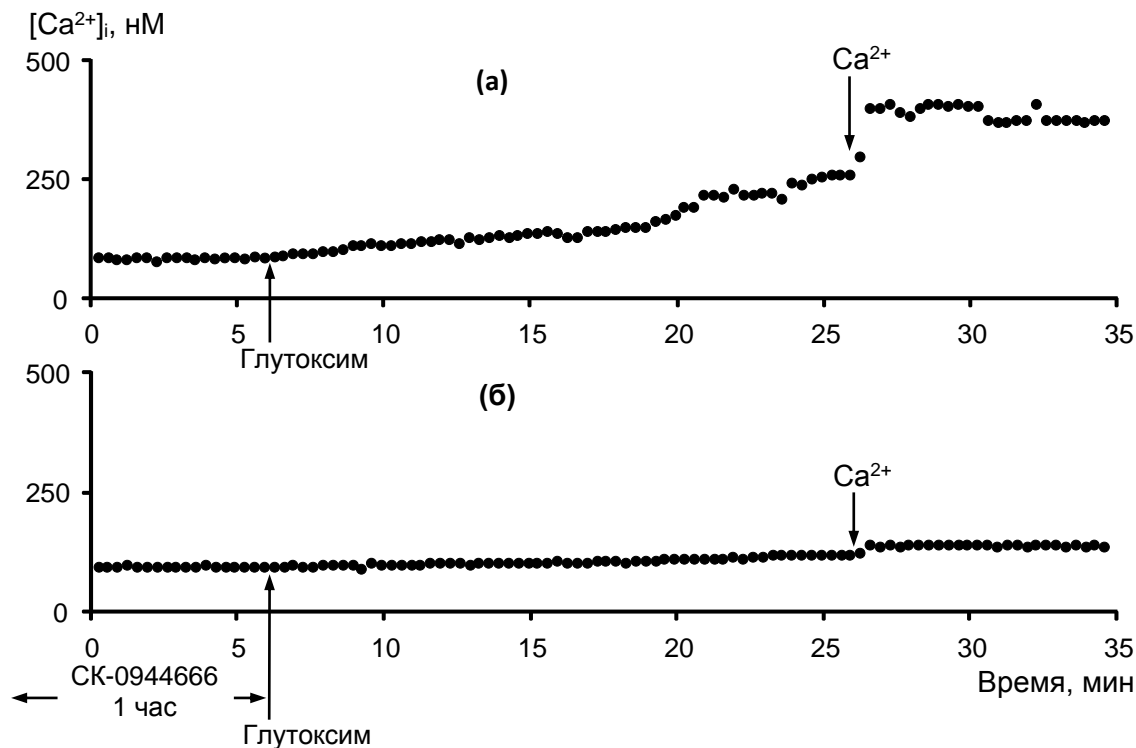 [Ca²⁺]ᵢ, нМ
500
(а)
Ca²⁺
250
0
0 5 10 15 20 25 30 35
Глутоксим
500
(б)
250
Ca²⁺
0
0 5 10 15 20 25 30 35
СК-0944666
1 час
Время, мин
Глутоксим